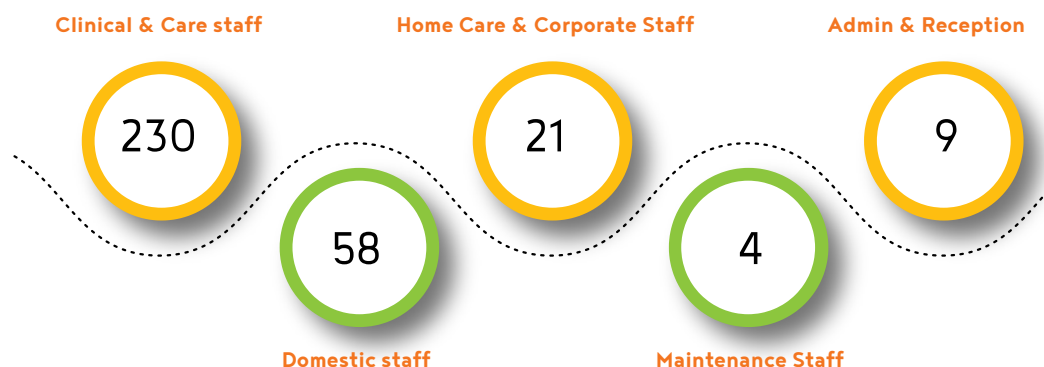 Clinical & Care staff
230
58
Domestic staff
Home Care & Corporate Staff
21
4
Maintenance Staff
Admin & Reception
9